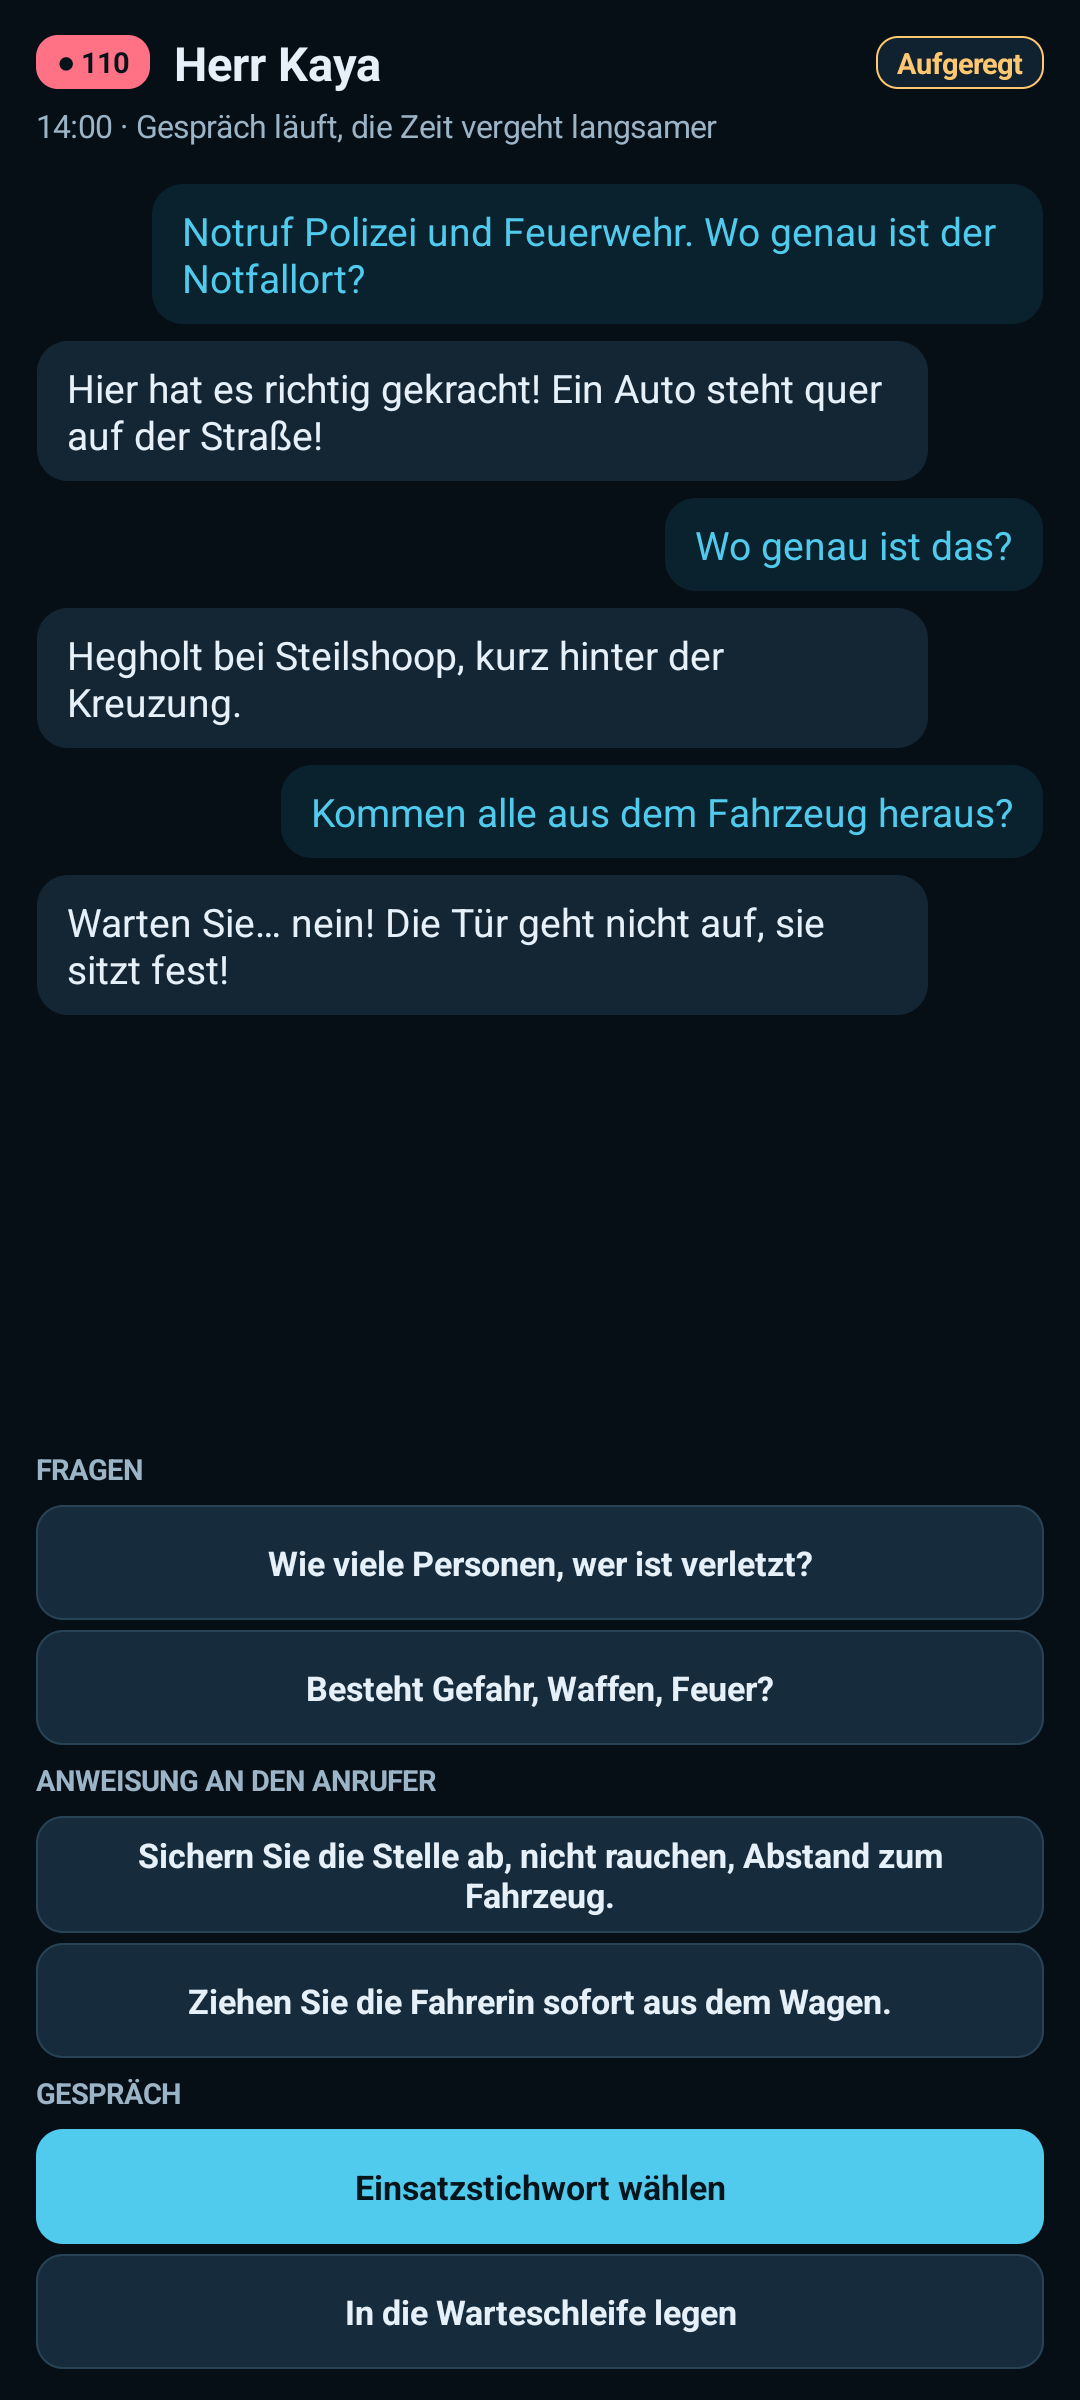 ● 110 Herr Kaya Aufgeregt
14:00 · Gespräch läuft, die Zeit vergeht langsamer
Notruf Polizei und Feuerwehr. Wo genau ist der
Notfallort?
Hier hat es richtig gekracht! Ein Auto steht quer
auf der Straße!
Wo genau ist das?
Hegholt bei Steilshoop, kurz hinter der
Kreuzung.
Kommen alle aus dem Fahrzeug heraus?
Warten Sie… nein! Die Tür geht nicht auf, sie
sitzt fest!
FRAGEN
Wie viele Personen, wer ist verletzt?
Besteht Gefahr, Waffen, Feuer?
ANWEISUNG AN DEN ANRUFER
Sichern Sie die Stelle ab, nicht rauchen, Abstand zum
Fahrzeug.
Ziehen Sie die Fahrerin sofort aus dem Wagen.
GESPRÄCH
Einsatzstichwort wählen
In die Warteschleife legen